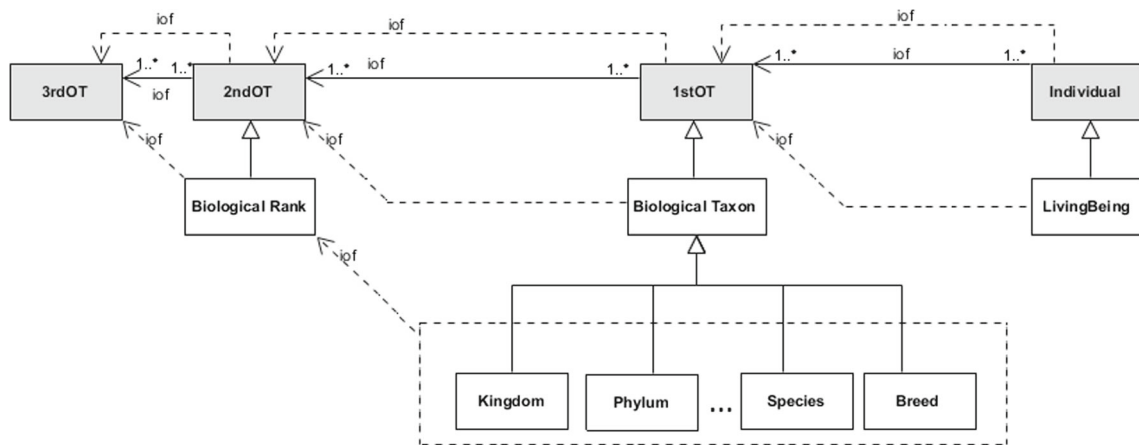 iof
iof
iof
1..*
1..*
iof
1..*
iof
1..*
1..*
iof
1..*
3rdOT
2ndOT
1stOT
Individual
iof
iof
iof
iof
Biological Rank
Biological Taxon
LivingBeing
iof
Kingdom
Phylum
...
Species
Breed